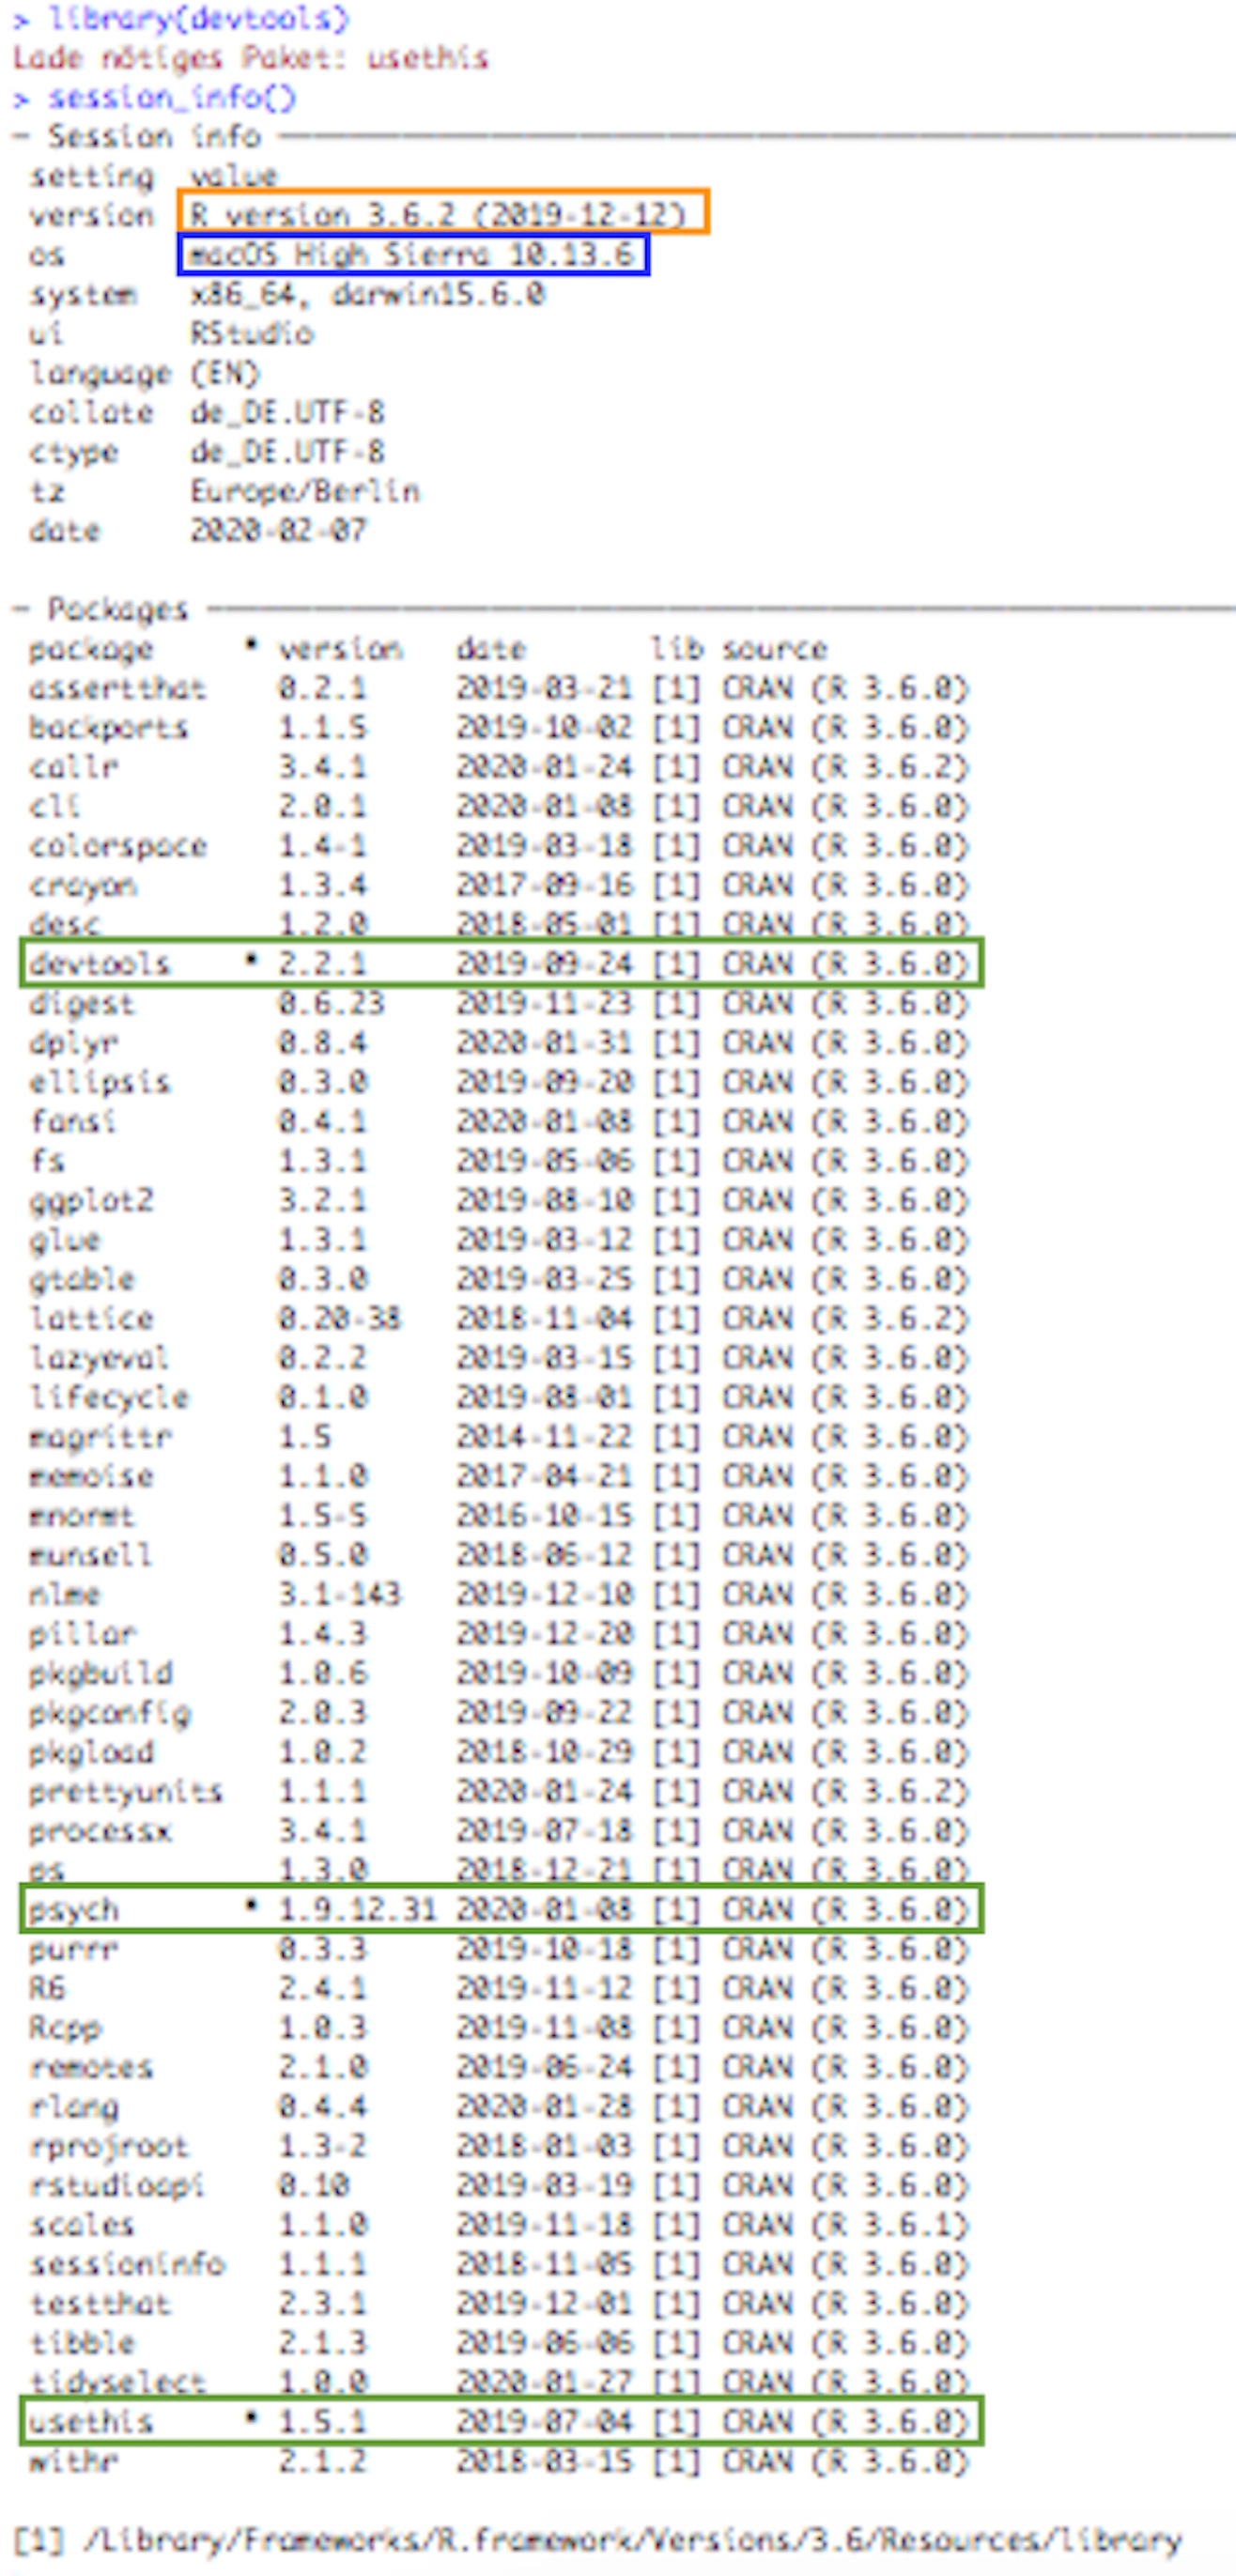 > library(devtools)
Lade nötiges Paket: usethis
> session_info()
─ Session info ──────────────────────────
setting value
version R version 3.6.2 (2019-12-12)
os macOS High Sierra 10.13.6
system x86_64, darwin15.6.0
ui RStudio
language (EN)
collate de_DE.UTF-8
ctype de_DE.UTF-8
tz Europe/Berlin
date 2020-02-07
─ Packages ──────────────────────────
package * version date lib source
assertthat 0.2.1 2019-03-21 [1] CRAN (R 3.6.0)
backports 1.1.5 2019-10-02 [1] CRAN (R 3.6.0)
callr 3.4.1 2020-01-24 [1] CRAN (R 3.6.2)
cli 2.0.1 2020-01-08 [1] CRAN (R 3.6.0)
colorspace 1.4-1 2019-03-18 [1] CRAN (R 3.6.0)
crayon 1.3.4 2017-09-16 [1] CRAN (R 3.6.0)
desc 1.2.0 2018-05-01 [1] CRAN (R 3.6.0)
devtools * 2.2.1 2019-09-24 [1] CRAN (R 3.6.0)
digest 0.6.23 2019-11-23 [1] CRAN (R 3.6.0)
dplyr 0.8.4 2020-01-31 [1] CRAN (R 3.6.0)
ellipsis 0.3.0 2019-09-20 [1] CRAN (R 3.6.0)
fansi 0.4.1 2020-01-08 [1] CRAN (R 3.6.0)
fs 1.3.1 2019-05-06 [1] CRAN (R 3.6.0)
ggplot2 3.2.1 2019-08-10 [1] CRAN (R 3.6.0)
glue 1.3.1 2019-03-12 [1] CRAN (R 3.6.0)
gtable 0.3.0 2019-03-25 [1] CRAN (R 3.6.0)
lattice 0.20-38 2018-11-04 [1] CRAN (R 3.6.2)
lazyeval 0.2.2 2019-03-15 [1] CRAN (R 3.6.0)
lifecycle 0.1.0 2019-08-01 [1] CRAN (R 3.6.0)
magrittr 1.5 2014-11-22 [1] CRAN (R 3.6.0)
memoise 1.1.0 2017-04-21 [1] CRAN (R 3.6.0)
mnormt 1.5-5 2016-10-15 [1] CRAN (R 3.6.0)
munsell 0.5.0 2018-06-12 [1] CRAN (R 3.6.0)
nlme 3.1-143 2019-12-10 [1] CRAN (R 3.6.0)
pillar 1.4.3 2019-12-20 [1] CRAN (R 3.6.0)
pkgbuild 1.0.6 2019-10-09 [1] CRAN (R 3.6.0)
pkgconfig 2.0.3 2019-09-22 [1] CRAN (R 3.6.0)
pkgload 1.0.2 2018-10-29 [1] CRAN (R 3.6.0)
prettyunits 1.1.1 2020-01-24 [1] CRAN (R 3.6.2)
processx 3.4.1 2019-07-18 [1] CRAN (R 3.6.0)
ps 1.3.0 2018-12-21 [1] CRAN (R 3.6.0)
psych * 1.9.12.31 2020-01-08 [1] CRAN (R 3.6.0)
purrr 0.3.3 2019-10-18 [1] CRAN (R 3.6.0)
R6 2.4.1 2019-11-12 [1] CRAN (R 3.6.0)
Rcpp 1.0.3 2019-11-08 [1] CRAN (R 3.6.0)
remotes 2.1.0 2019-06-24 [1] CRAN (R 3.6.0)
rlang 0.4.4 2020-01-28 [1] CRAN (R 3.6.0)
rprojroot 1.3-2 2018-01-03 [1] CRAN (R 3.6.0)
rstudioapi 0.10 2019-03-19 [1] CRAN (R 3.6.0)
scales 1.1.0 2019-11-18 [1] CRAN (R 3.6.1)
sessioninfo 1.1.1 2018-11-05 [1] CRAN (R 3.6.0)
testthat 2.3.1 2019-12-01 [1] CRAN (R 3.6.0)
tibble 2.1.3 2019-06-06 [1] CRAN (R 3.6.0)
tidyselect 1.0.0 2020-01-27 [1] CRAN (R 3.6.0)
usethis * 1.5.1 2019-07-04 [1] CRAN (R 3.6.0)
withr 2.1.2 2018-03-15 [1] CRAN (R 3.6.0)
[1] /Library/Frameworks/R.framework/Versions/3.6/Resources/library